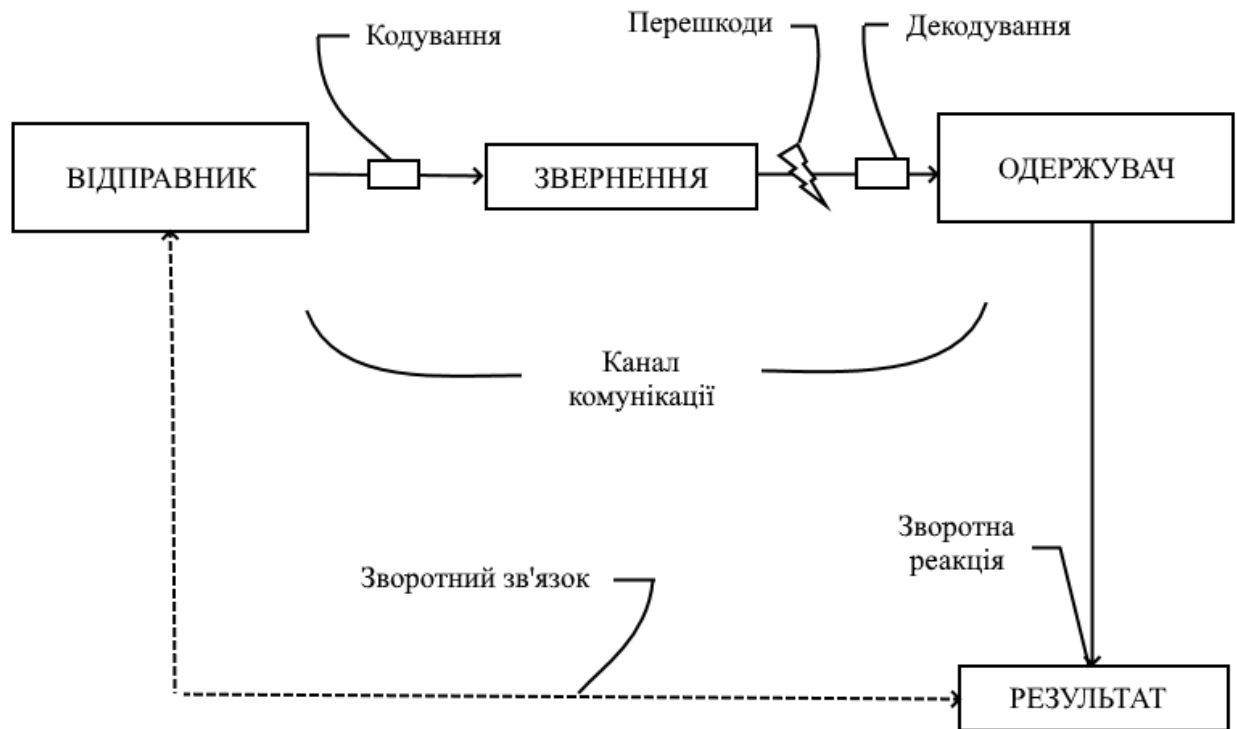 Кодування
Перешкоди
Декодування
ВІДПРАВНИК
ЗВЕРНЕННЯ
ОДЕРЖУВАЧ
Канал
комунікації
Зворотна
реакція
Зворотний зв'язок
РЕЗУЛЬТАТ